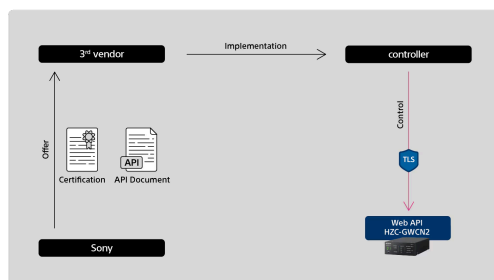 3rd vendor
Implementation
controller
Offer
Control
API
TLS
Certification
API Document
Sony
Web API
HZC-GWCN2